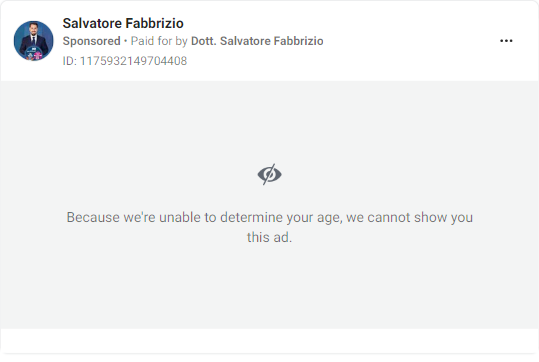 Salvatore Fabbrizio
Sponsored • Paid for by Dott. Salvatore Fabbrizio
ID: 1175932149704408
Because we're unable to determine your age, we cannot show you
this ad.